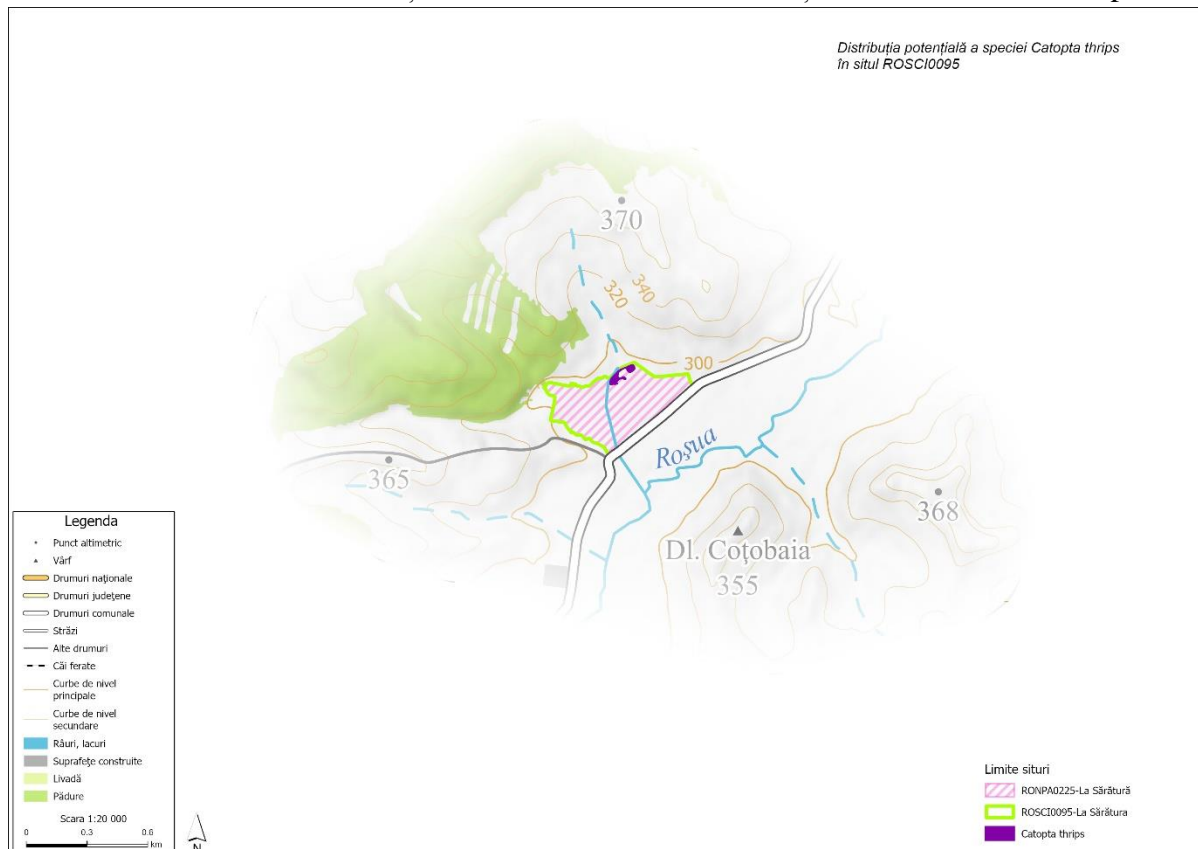 Distribuția potențială a speciei Catopta thrips
în situl ROSCI0095
370
340
320
300
Roșua
365
368
Dl. Coțobaia
355
Legenda
Punct altimetric
Vârf
Drumuri naționale
Drumuri județene
Drumuri comunale
Străzi
Alte drumuri
Căi ferate
Curbe de nivel
principale
Curbe de nivel
secundare
Râuri, lacuri
Suprafețe construite
Livadă
Pădure
Scara 1:20 000
0 0.3 0.6
km
N
Limite situri
RONPA0225-La Sărătură
ROSCI0095-La Sărătura
Catopta thrips